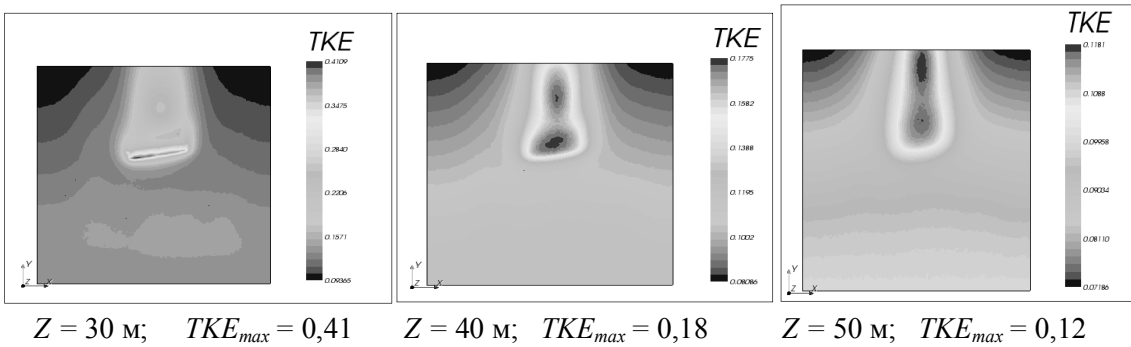 TKE
0.4109
0.3475
0.2840
0.2206
0.1571
0.09365
Y
Z X
TKE
0.1775
0.1582
0.1388
0.1195
0.1002
0.08086
Y
Z X
TKE
0.1181
0.1088
0.09958
0.09034
0.08110
0.07186
Y
Z X
Z = 30 м; TKEmax = 0,41
Z = 40 м; TKEmax = 0,18
Z = 50 м; TKEmax = 0,12